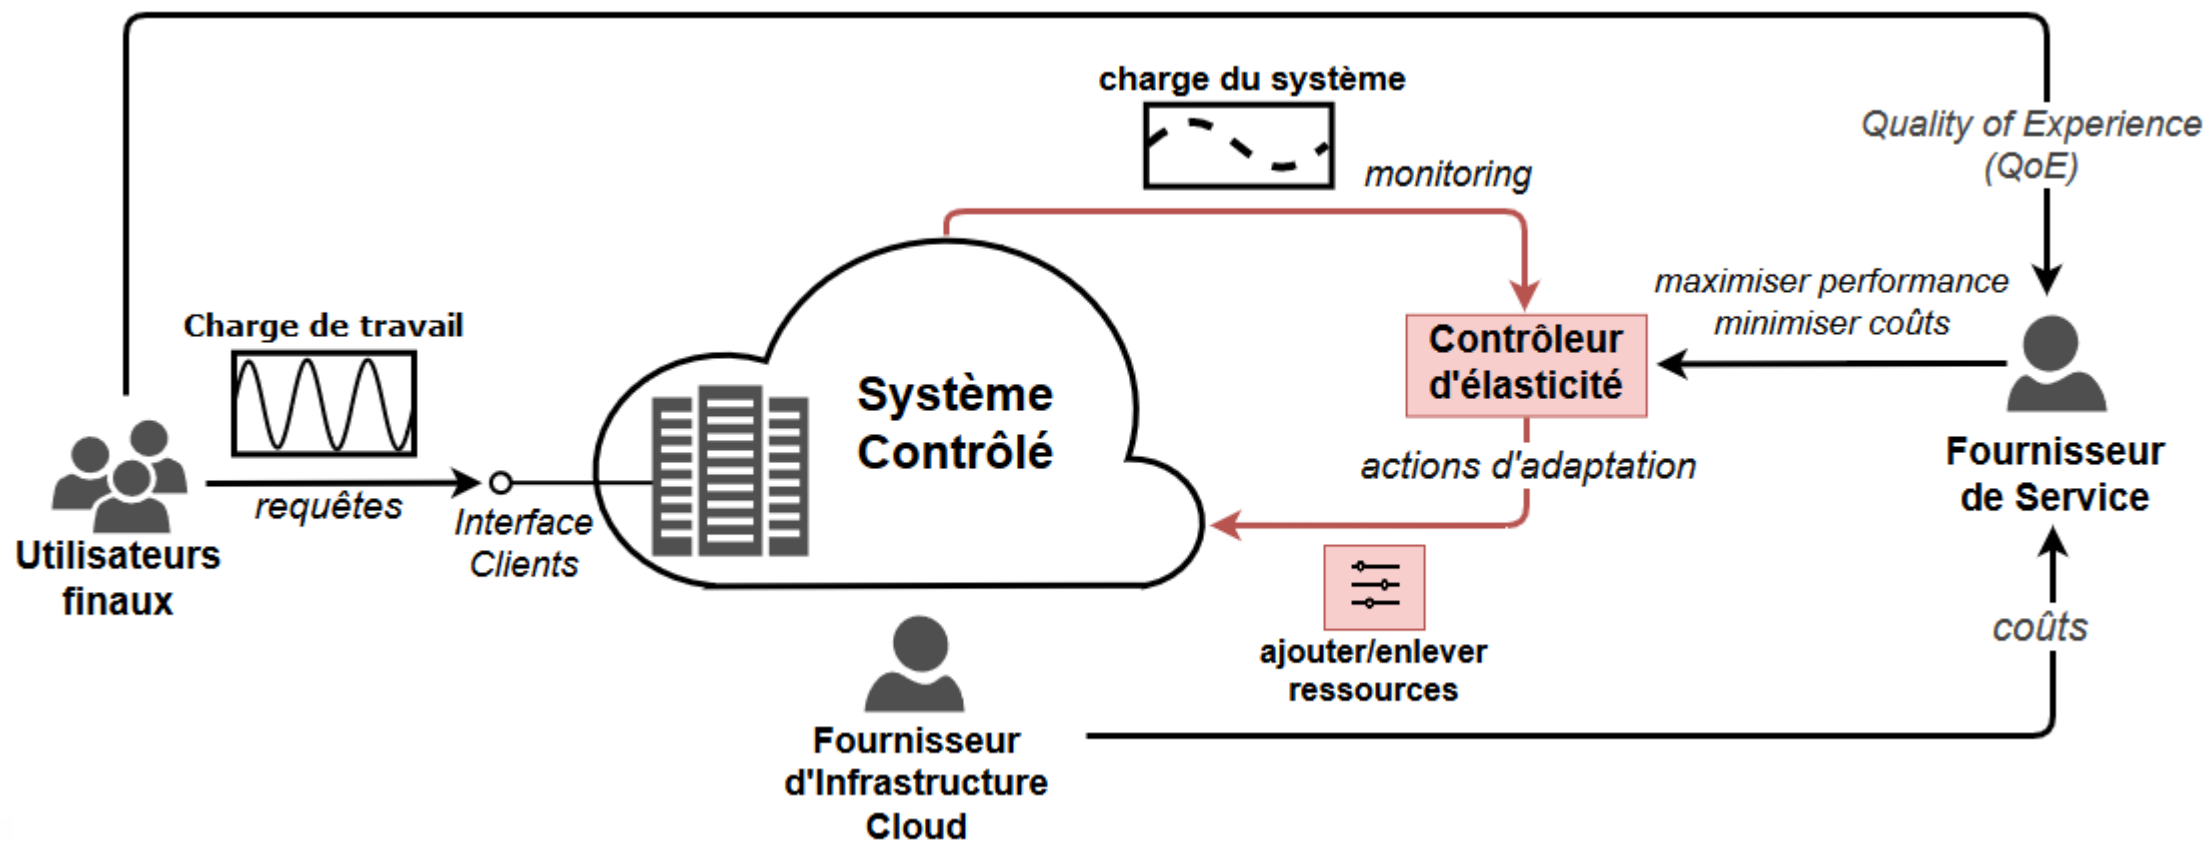 charge du système
monitoring
Quality of Experience
(QoE)
maximiser performance
minimiser coûts
Charge de travail
Contrôleur
d'élasticité
Système
Contrôlé
requêtes
Interface
Clients
actions d'adaptation
Fournisseur
de Service
Utilisateurs
finaux
ajouter/enlever
ressources
coûts
Fournisseur
d'Infrastructure
Cloud